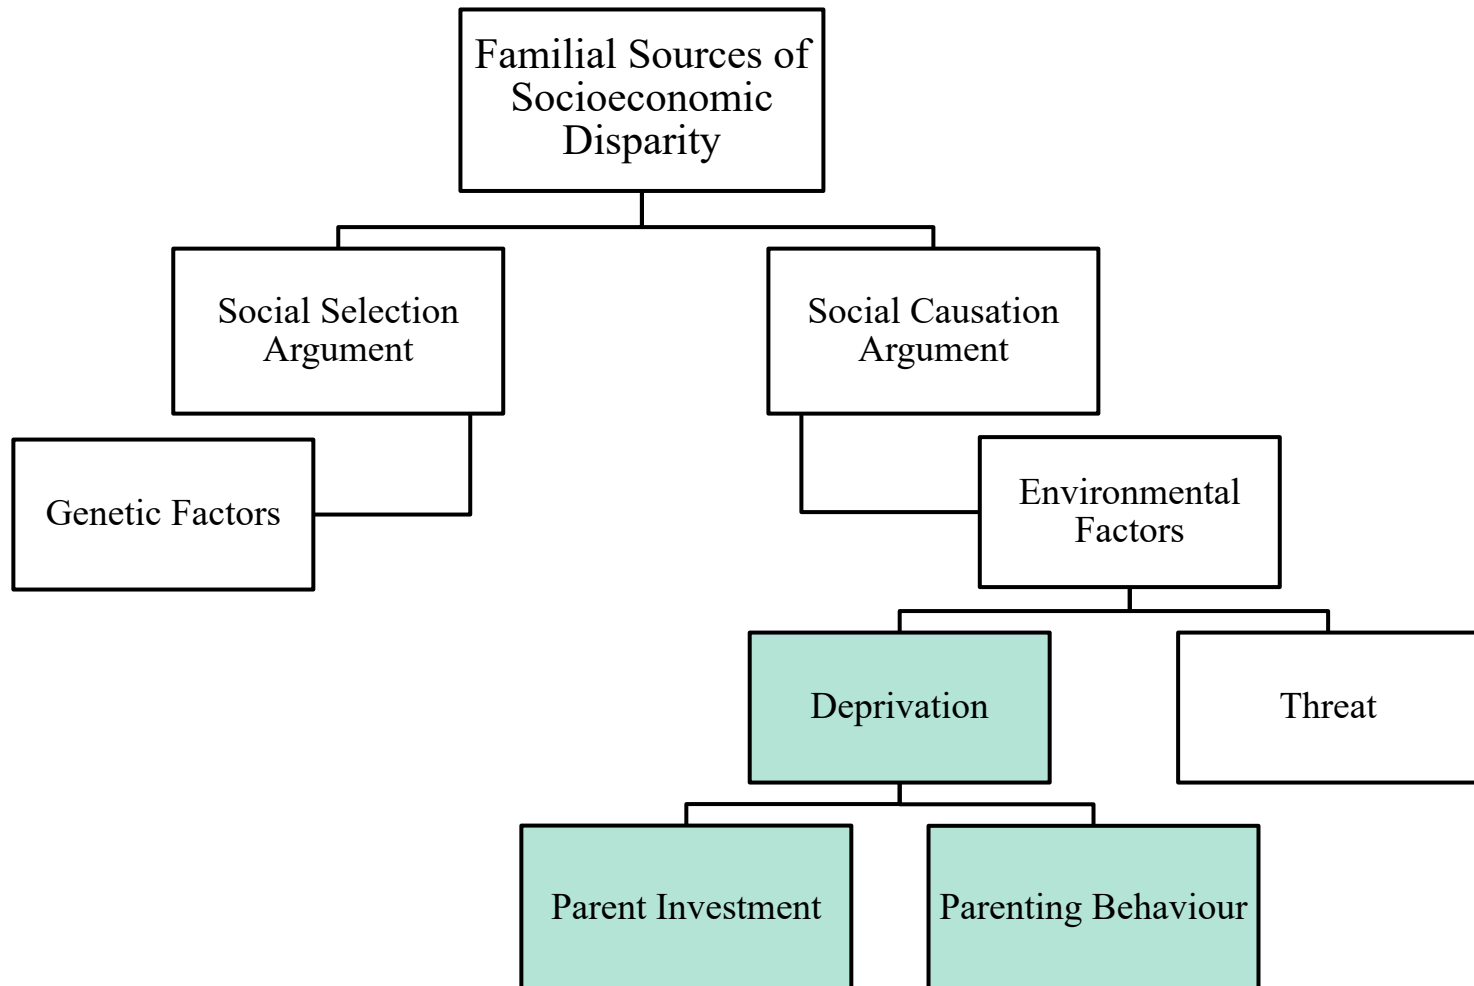 Familial Sources of
Socioeconomic
Disparity
Social Selection
Argument
Social Causation
Argument
Genetic Factors
Environmental
Factors
Deprivation
Threat
Parent Investment
Parenting Behaviour